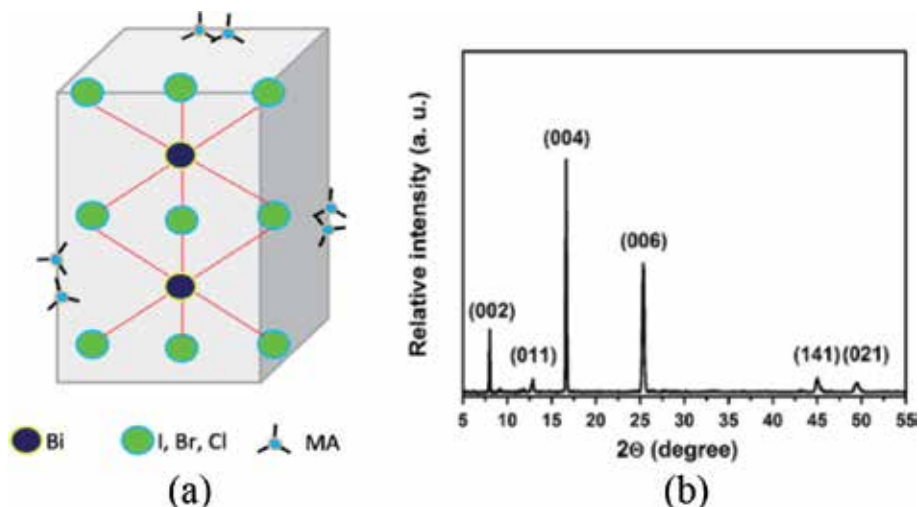 Bi
I, Br, Cl
MA
(a)
Relative intensity (a. u.)
(002)
(011)
(004)
(006)
(141)
(021)
5 10 15 20 25 30 35 40 45 50 55
2Θ (degree)
(b)